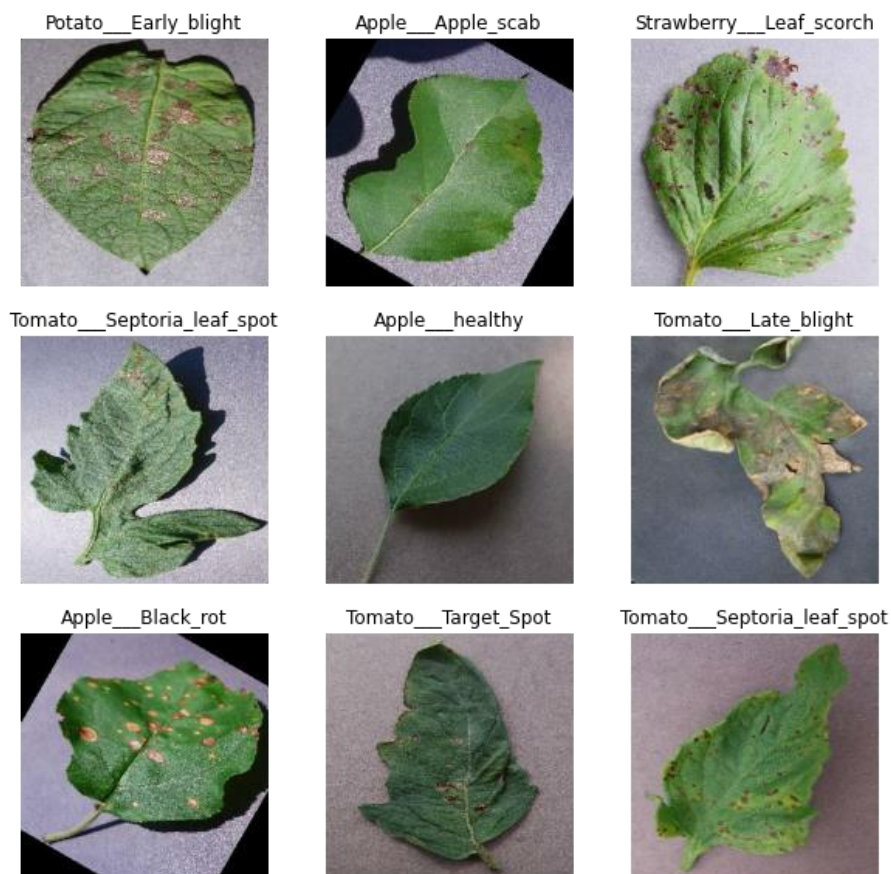 Potato___Early_blight
Apple___Apple_scab
Strawberry___Leaf_scorch
Tomato___Septoria_leaf_spot
Apple___healthy
Tomato___Late_blight
Apple___Black_rot
Tomato___Target_Spot
Tomato___Septoria_leaf_spot